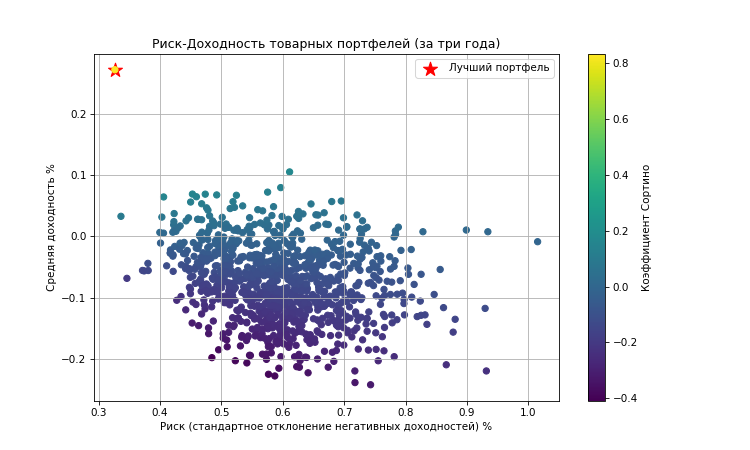 Риск-Доходность товарных портфелей (за три года)
Лучший портфель
Средняя доходность %
0.2
0.1
0.0
−0.1
−0.2
0.3 0.4 0.5 0.6 0.7 0.8 0.9 1.0
Риск (стандартное отклонение негативных доходностей) %
0.8
0.6
0.4
0.2
0.0
−0.2
−0.4
Коэффициент Сортино